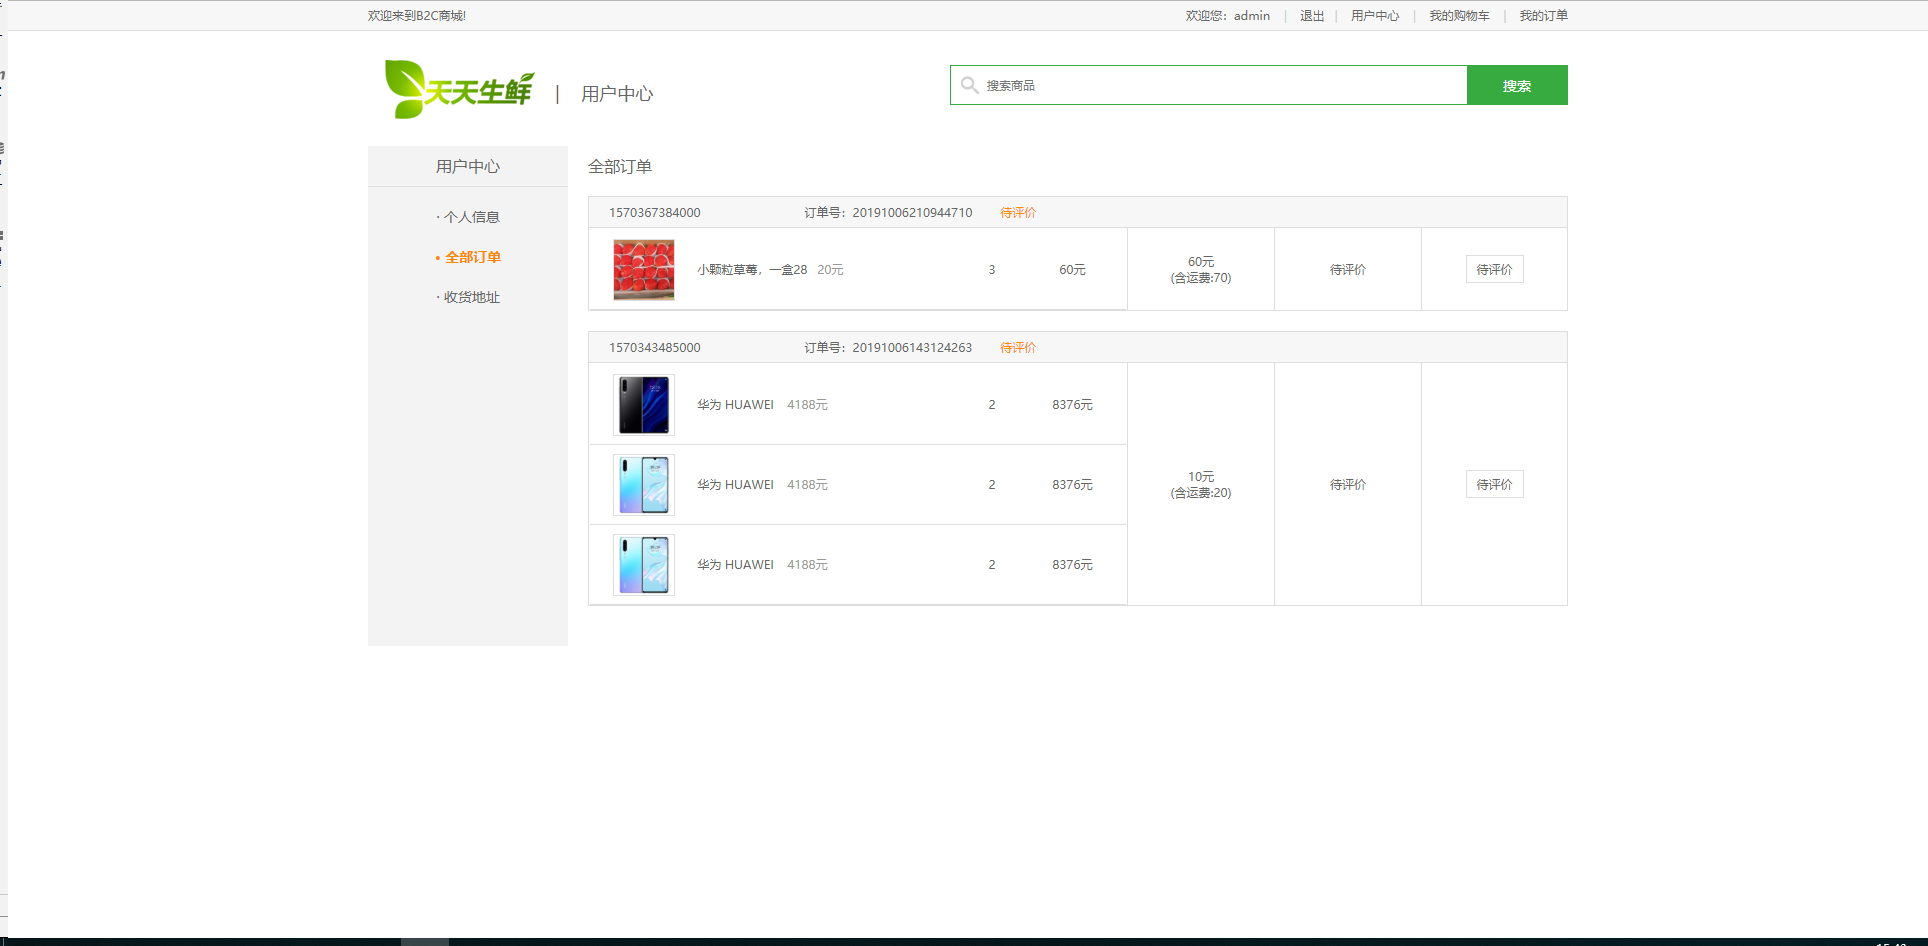 欢迎来到B2C商城!
欢迎您：admin | 退出 | 用户中心 | 我的购物车 | 我的订单
天天生鲜 | 用户中心
搜索商品 搜索
用户中心
· 个人信息
• 全部订单
· 收货地址
全部订单
1570367384000 订单号：20191006210944710 待评价
小颗粒草莓，一盒28 20元 3 60元
60元
(含运费:70)
待评价
待评价
1570343485000 订单号：20191006143124263 待评价
华为 HUAWEI 4188元 2 8376元
华为 HUAWEI 4188元 2 8376元
华为 HUAWEI 4188元 2 8376元
10元
(含运费:20)
待评价
待评价